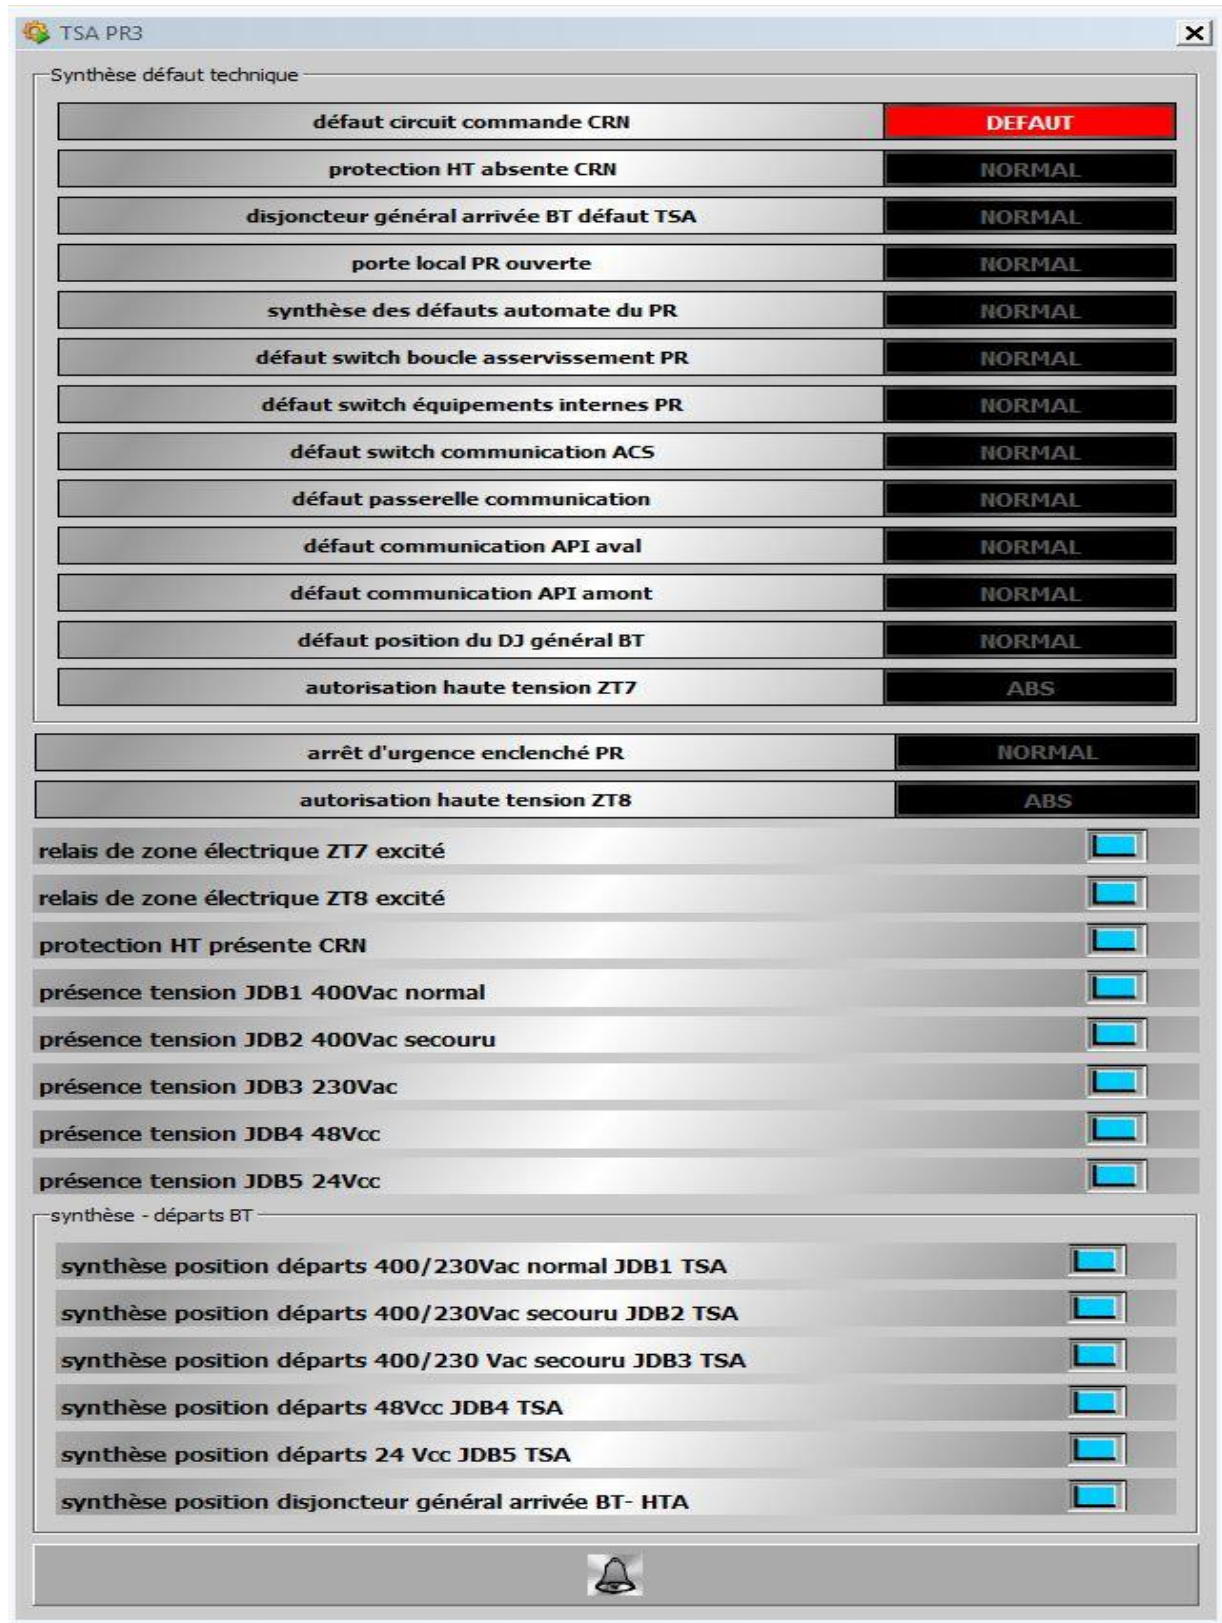 TSA PR3
Synthèse défaut technique
défaut circuit commande CRN DEFAUT
protection HT absente CRN NORMAL
disjoncteur général arrivée BT défaut TSA NORMAL
porte local PR ouverte NORMAL
synthèse des défauts automate du PR NORMAL
défaut switch boucle asservissement PR NORMAL
défaut switch équipements internes PR NORMAL
défaut switch communication ACS NORMAL
défaut passerelle communication NORMAL
défaut communication API aval NORMAL
défaut communication API amont NORMAL
défaut position du DJ général BT NORMAL
autorisation haute tension ZT7 ABS
arrêt d'urgence enclenché PR NORMAL
autorisation haute tension ZT8 ABS
relais de zone électrique ZT7 excité
relais de zone électrique ZT8 excité
protection HT présente CRN
présence tension JDB1 400Vac normal
présence tension JDB2 400Vac secouru
présence tension JDB3 230Vac
présence tension JDB4 48Vcc
présence tension JDB5 24Vcc
synthèse - départs BT
synthèse position départs 400/230Vac normal JDB1 TSA
synthèse position départs 400/230Vac secouru JDB2 TSA
synthèse position départs 400/230 Vac secouru JDB3 TSA
synthèse position départs 48Vcc JDB4 TSA
synthèse position départs 24 Vcc JDB5 TSA
synthèse position disjoncteur général arrivée BT- HTA